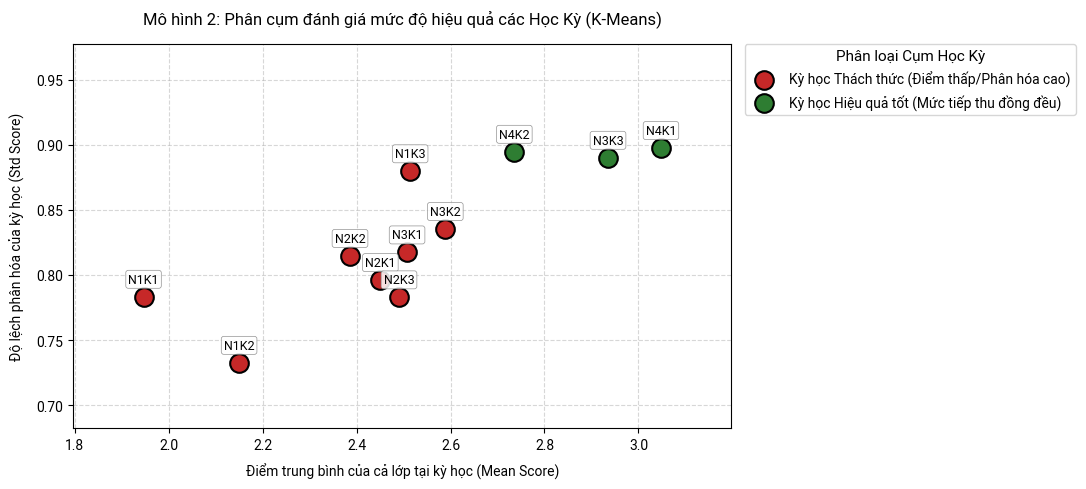 Mô hình 2: Phân cụm đánh giá mức độ hiệu quả các Học Kỳ (K-Means)
Phân loại Cụm Học Kỳ
Kỳ học Thách thức (Điểm thấp/Phân hóa cao)
Kỳ học Hiệu quả tốt (Mức tiếp thu đồng đều)
Độ lệch phân hóa của kỳ học (Std Score)
0.95
0.90
0.85
0.80
0.75
0.70
N4K2
N3K3
N4K1
N1K3
N3K2
N2K2
N3K1
N2K1
N1K1
N2K3
N1K2
1.8
2.0
2.2
2.4
2.6
2.8
3.0
Điểm trung bình của cả lớp tại kỳ học (Mean Score)